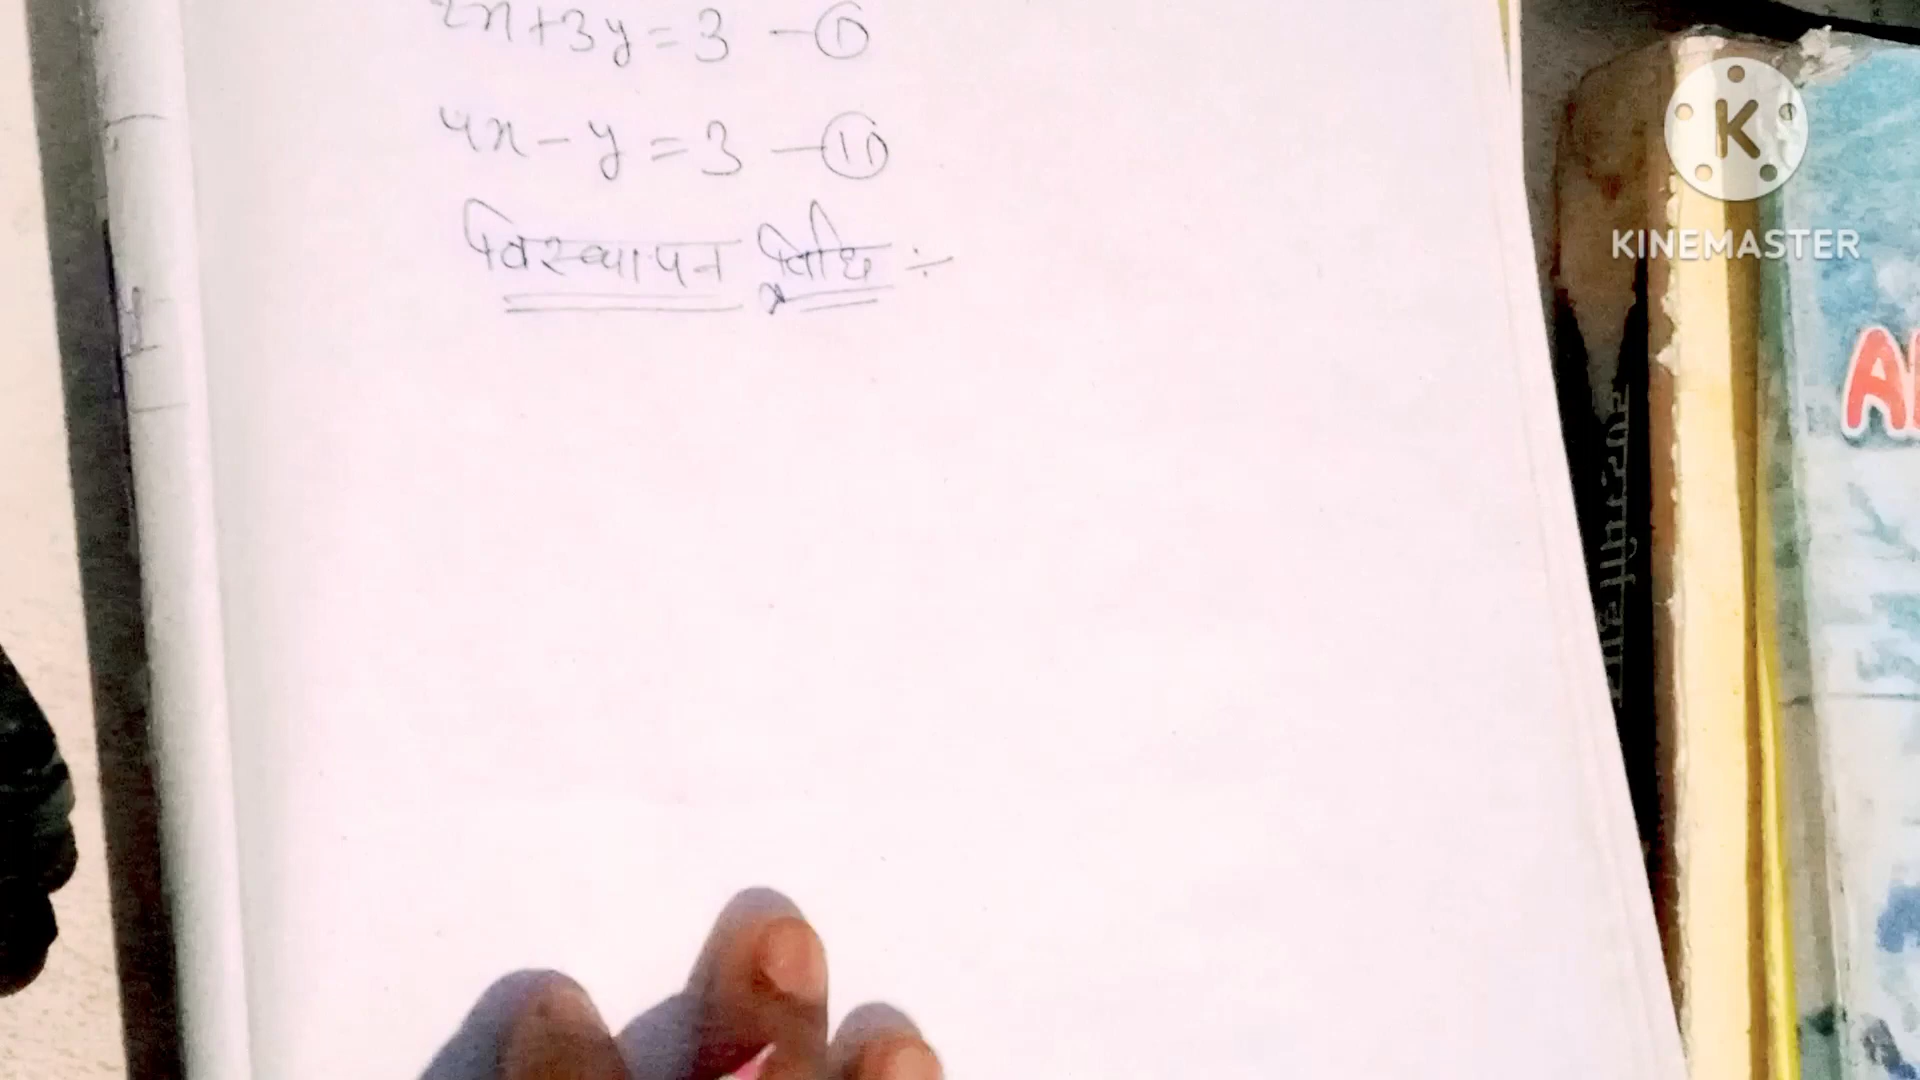 2x+3y=3 —(i)
4x-y=3 —(ii)
विस्थापन विधि ÷
KINEMASTER